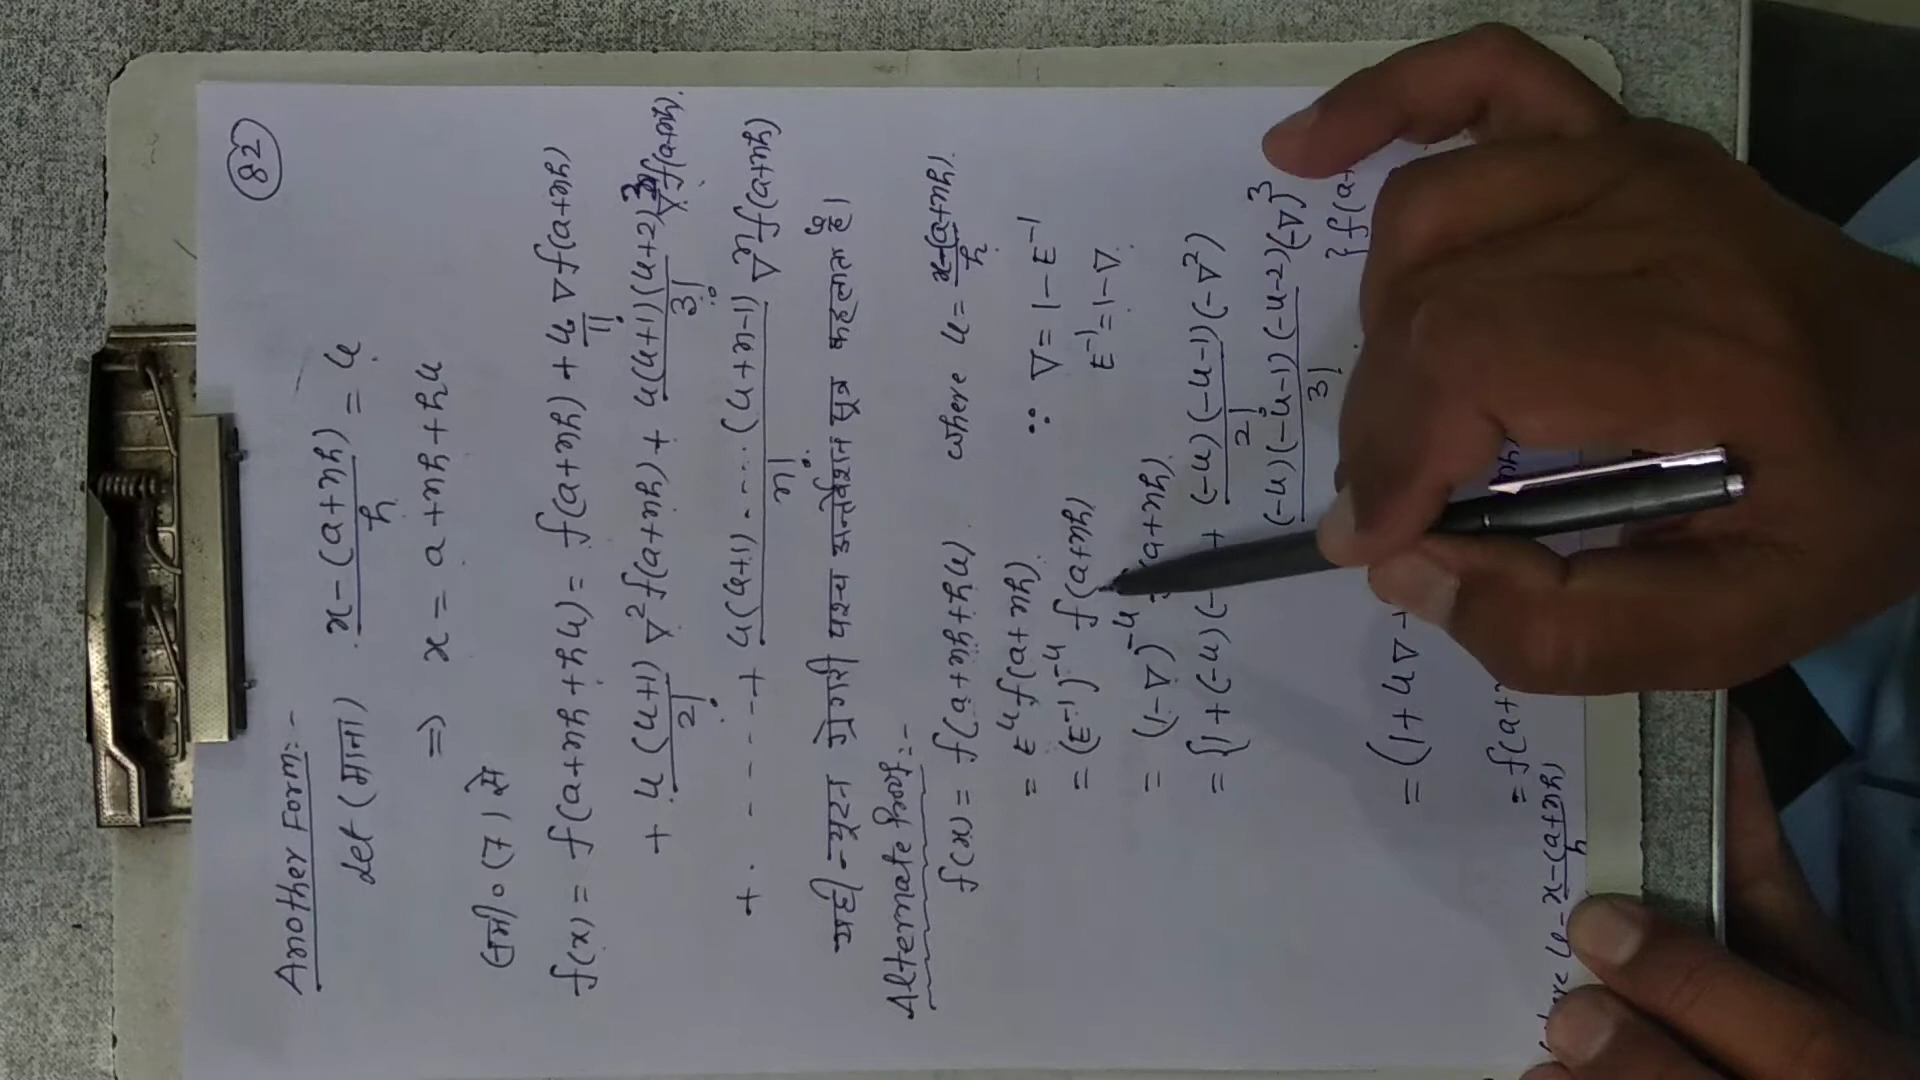 82
Another Form:-
Let (माना) x-(a+nh)/h = u
⇒ x = a+nh+hu
समी० (7) से
f(x) = f(a+nh+hu) = f(a+nh) + u/1! ∇f(a+nh)
+ u(u+1)/2! ∇²f(a+nh) + u(u+1)(u+2)/3! ∇³f(a+nh).
+ . - - - - + u(u+1)-----(u+n-1)/n! ∇ⁿf(a+nh)
यही न्यूटन ग्रेगरी पश्च अन्तर्वेशन सूत्र कहलाता है।
Alternate Proof:-
f(x) = f(a+nh+hu) where u = x-(a+nh)/h.
= Eᵘf(a+nh) ∵ ∇ = 1-E⁻¹
= (E⁻¹)⁻ᵘ f(a+nh) E⁻¹=1-∇
= (1-∇)⁻ᵘ (a+nh)
= {1+(-u)(- + (-u)(-u-1)/2! (-∇²)
(-u)(-u-1)(-u-2)/3! (-∇)³
{f(a+
= (1+u∇+
= f(a+
x-(a+nh)/h